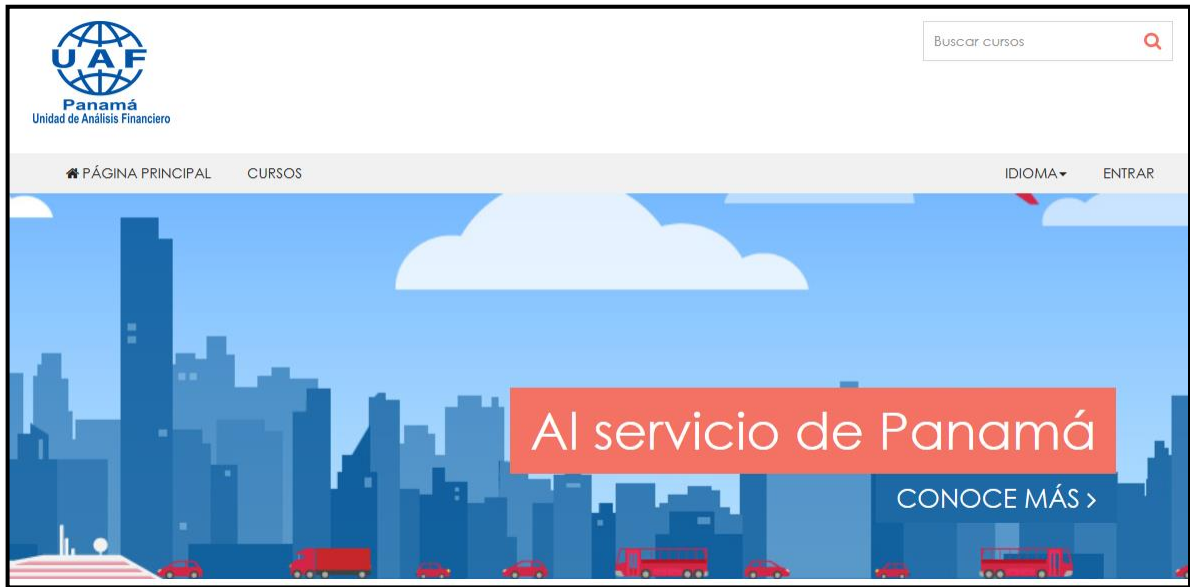 UAF
Panamá
Unidad de Análisis Financiero
Buscar cursos
PÁGINA PRINCIPAL CURSOS IDIOMA ENTRAR
Al servicio de Panamá
CONOCE MÁS >